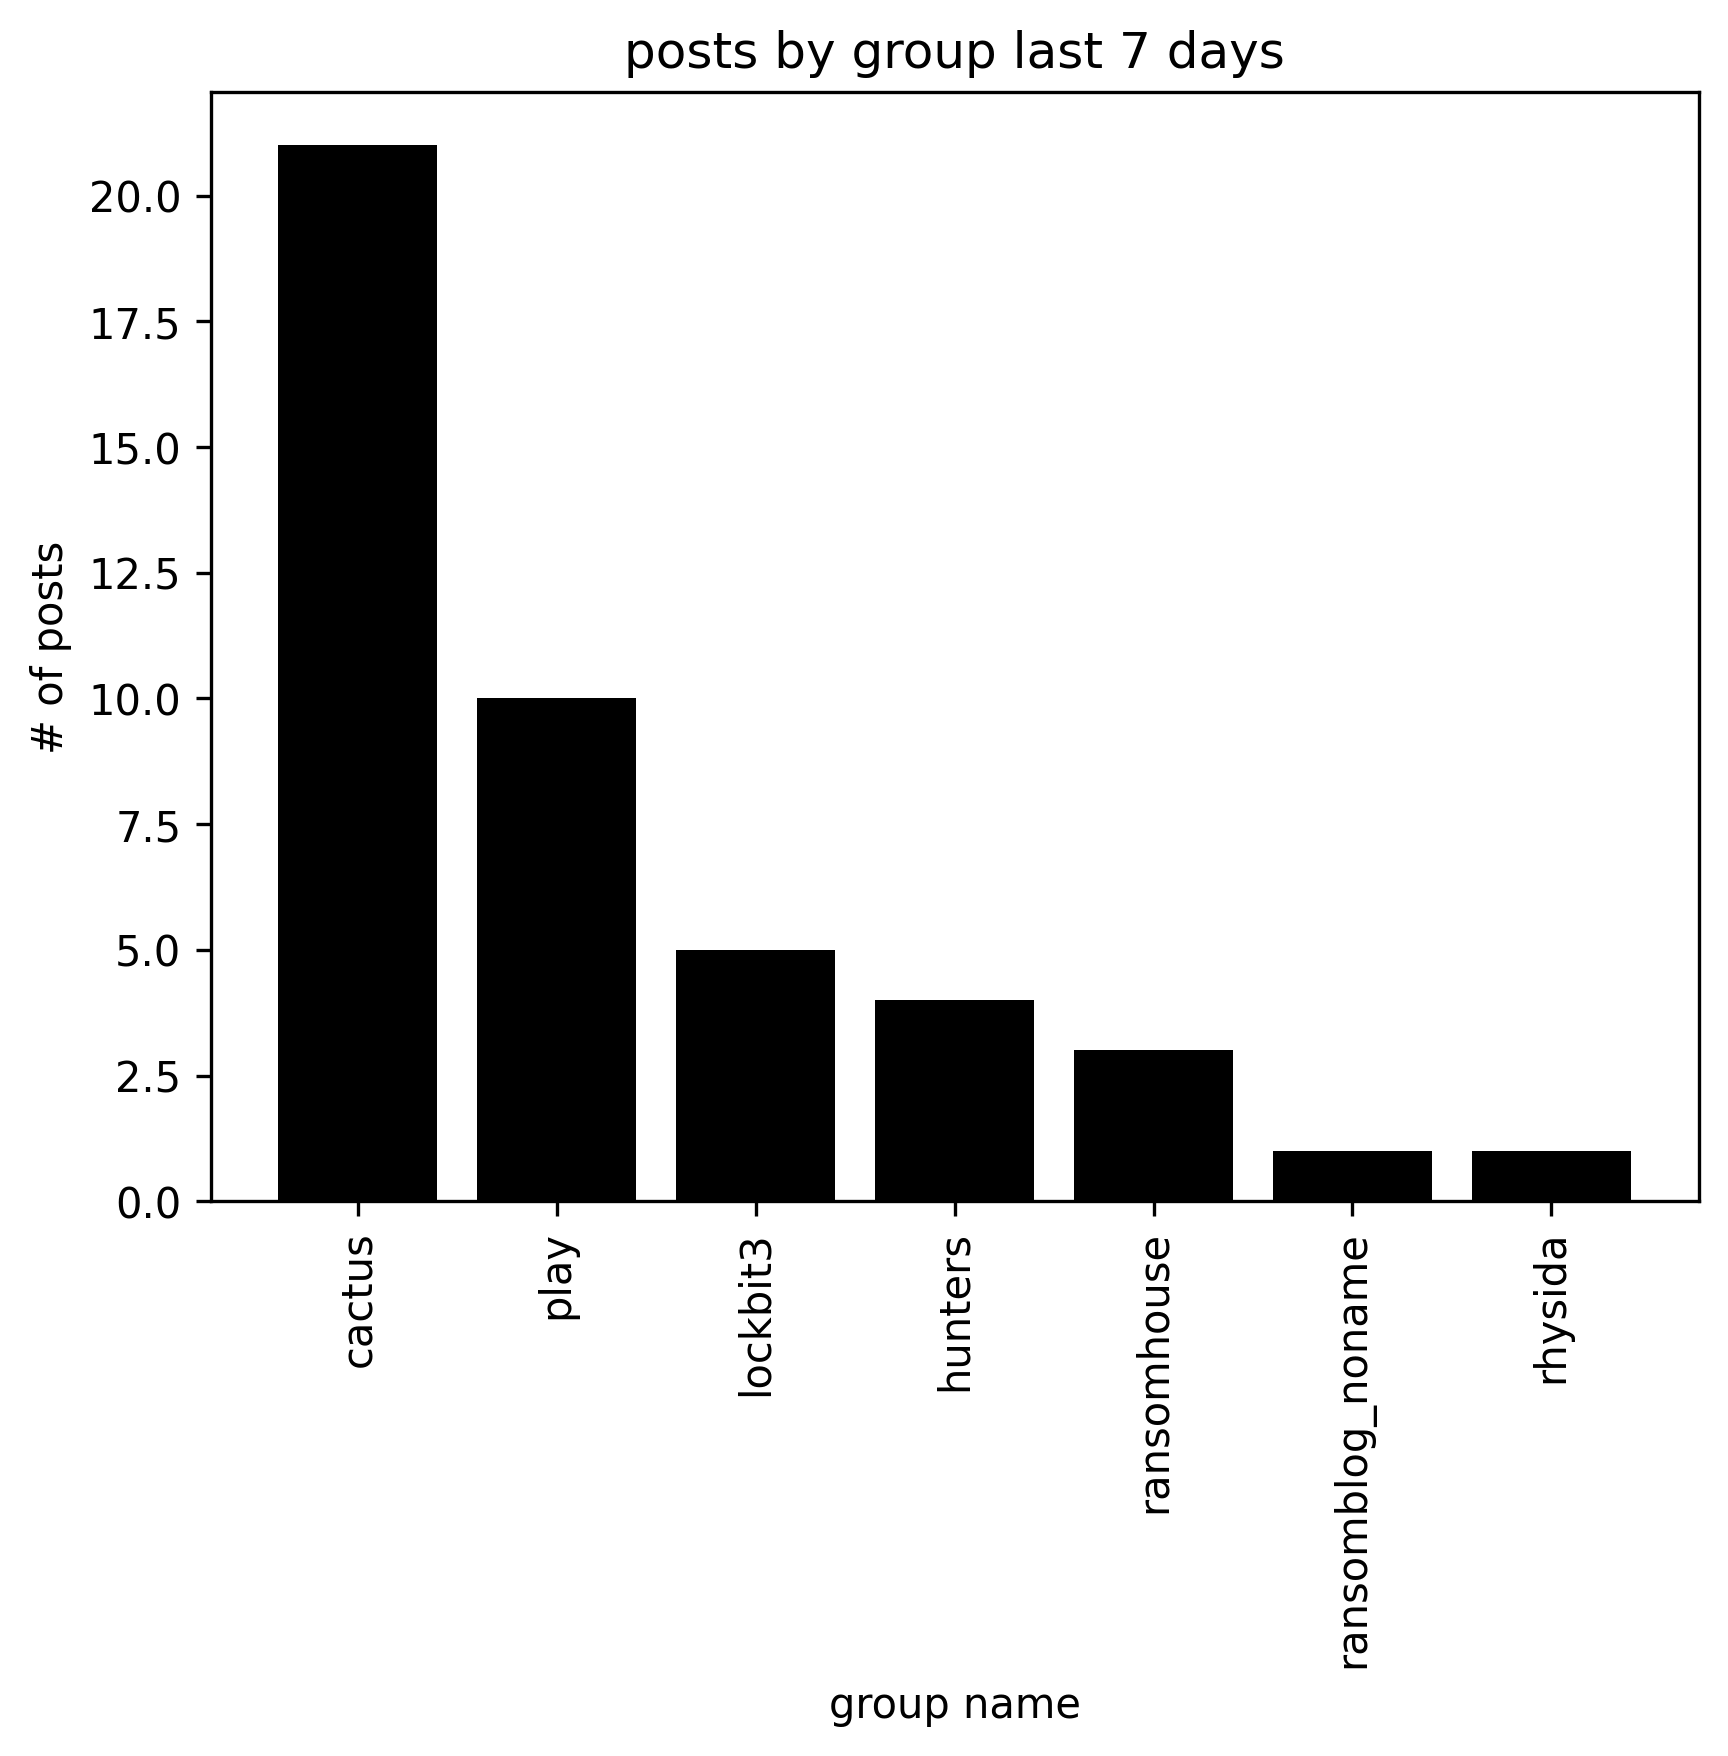 posts by group last 7 days
# of posts
20.0
17.5
15.0
12.5
10.0
7.5
5.0
2.5
0.0
cactus
play
lockbit3
hunters
ransomhouse
ransomblog_noname
rhysida
group name